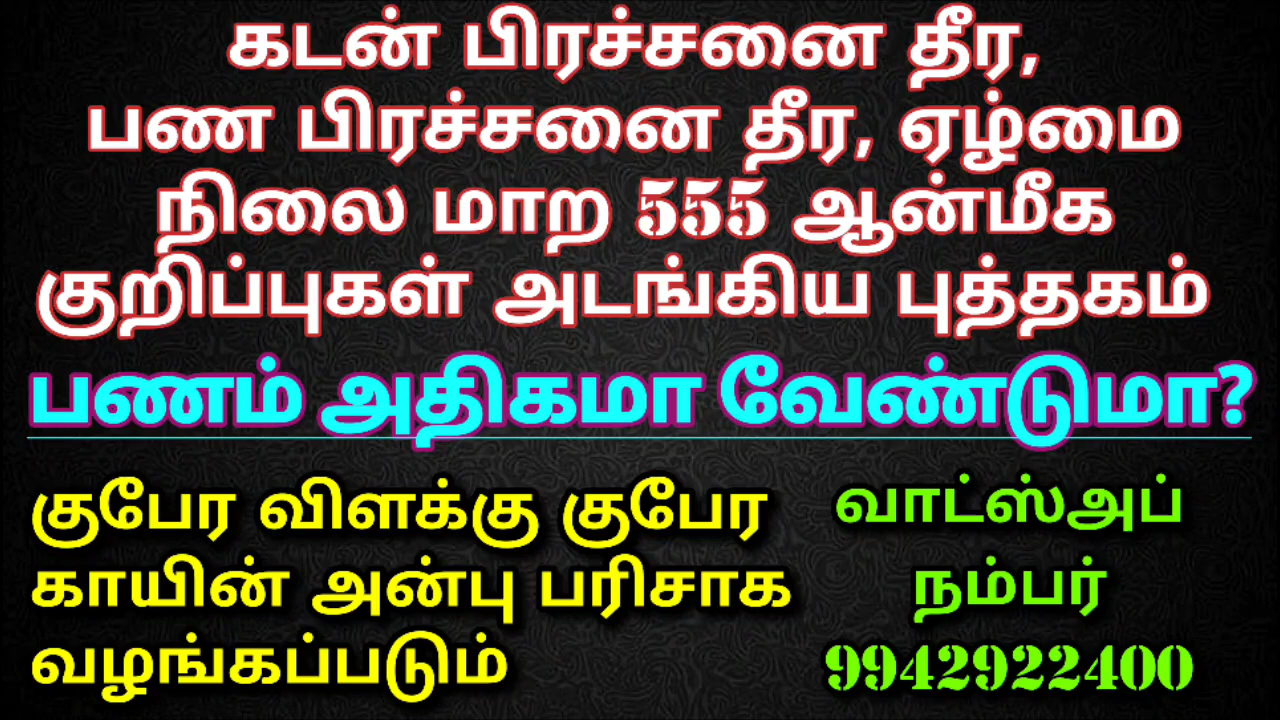 கடன் பிரச்சனை தீர,
பண பிரச்சனை தீர, ஏழ்மை
நிலை மாற 555 ஆன்மீக
குறிப்புகள் அடங்கிய புத்தகம்
பணம் அதிகமா வேண்டுமா?
குபேர விளக்கு குபேர
காயின் அன்பு பரிசாக
வழங்கப்படும்
வாட்ஸ்அப்
நம்பர்
9942922400